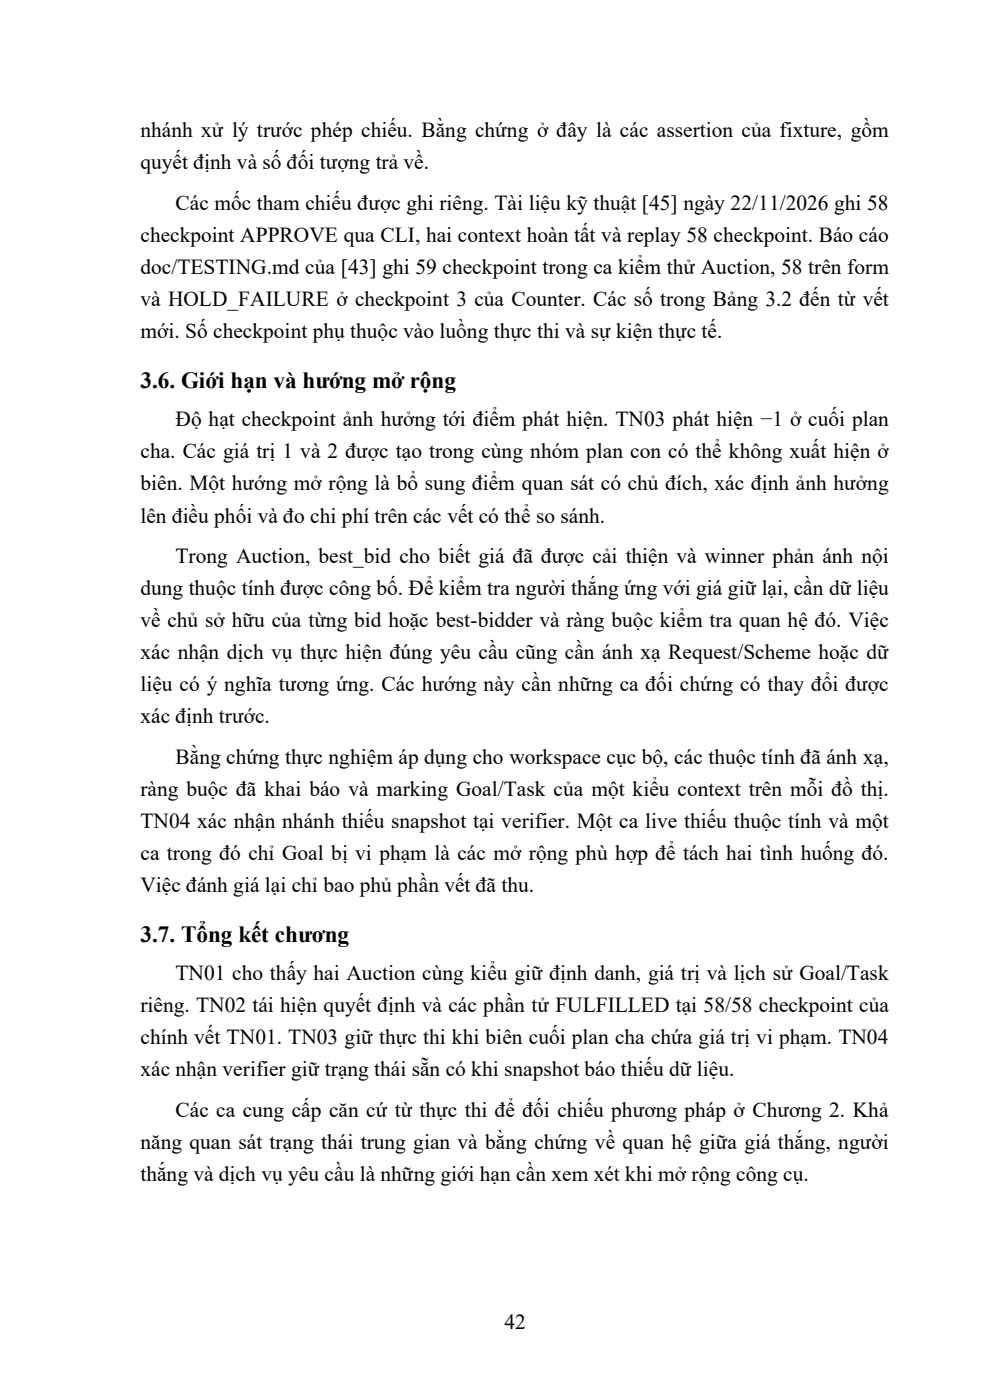 nhánh xử lý trước phép chiếu. Bằng chứng ở đây là các assertion của fixture, gồm
quyết định và số đối tượng trả về.
Các mốc tham chiếu được ghi riêng. Tài liệu kỹ thuật [45] ngày 22/11/2026 ghi 58
checkpoint APPROVE qua CLI, hai context hoàn tất và replay 58 checkpoint. Báo cáo
doc/TESTING.md của [43] ghi 59 checkpoint trong ca kiểm thử Auction, 58 trên form
và HOLD_FAILURE ở checkpoint 3 của Counter. Các số trong Bảng 3.2 đến từ vết
mới. Số checkpoint phụ thuộc vào luồng thực thi và sự kiện thực tế.
3.6. Giới hạn và hướng mở rộng
Độ hạt checkpoint ảnh hưởng tới điểm phát hiện. TN03 phát hiện −1 ở cuối plan
cha. Các giá trị 1 và 2 được tạo trong cùng nhóm plan con có thể không xuất hiện ở
biên. Một hướng mở rộng là bổ sung điểm quan sát có chủ đích, xác định ảnh hưởng
lên điều phối và đo chi phí trên các vết có thể so sánh.
Trong Auction, best_bid cho biết giá đã được cải thiện và winner phản ánh nội
dung thuộc tính được công bố. Để kiểm tra người thắng ứng với giá giữ lại, cần dữ liệu
về chủ sở hữu của từng bid hoặc best-bidder và ràng buộc kiểm tra quan hệ đó. Việc
xác nhận dịch vụ thực hiện đúng yêu cầu cũng cần ánh xạ Request/Scheme hoặc dữ
liệu có ý nghĩa tương ứng. Các hướng này cần những ca đối chứng có thay đổi được
xác định trước.
Bằng chứng thực nghiệm áp dụng cho workspace cục bộ, các thuộc tính đã ánh xạ,
ràng buộc đã khai báo và marking Goal/Task của một kiểu context trên mỗi đồ thị.
TN04 xác nhận nhánh thiếu snapshot tại verifier. Một ca live thiếu thuộc tính và một
ca trong đó chỉ Goal bị vi phạm là các mở rộng phù hợp để tách hai tình huống đó.
Việc đánh giá lại chỉ bao phủ phần vết đã thu.
3.7. Tổng kết chương
TN01 cho thấy hai Auction cùng kiểu giữ định danh, giá trị và lịch sử Goal/Task
riêng. TN02 tái hiện quyết định và các phần tử FULFILLED tại 58/58 checkpoint của
chính vết TN01. TN03 giữ thực thi khi biên cuối plan cha chứa giá trị vi phạm. TN04
xác nhận verifier giữ trạng thái sẵn có khi snapshot báo thiếu dữ liệu.
Các ca cung cấp căn cứ từ thực thi để đối chiếu phương pháp ở Chương 2. Khả
năng quan sát trạng thái trung gian và bằng chứng về quan hệ giữa giá thắng, người
thắng và dịch vụ yêu cầu là những giới hạn cần xem xét khi mở rộng công cụ.
42